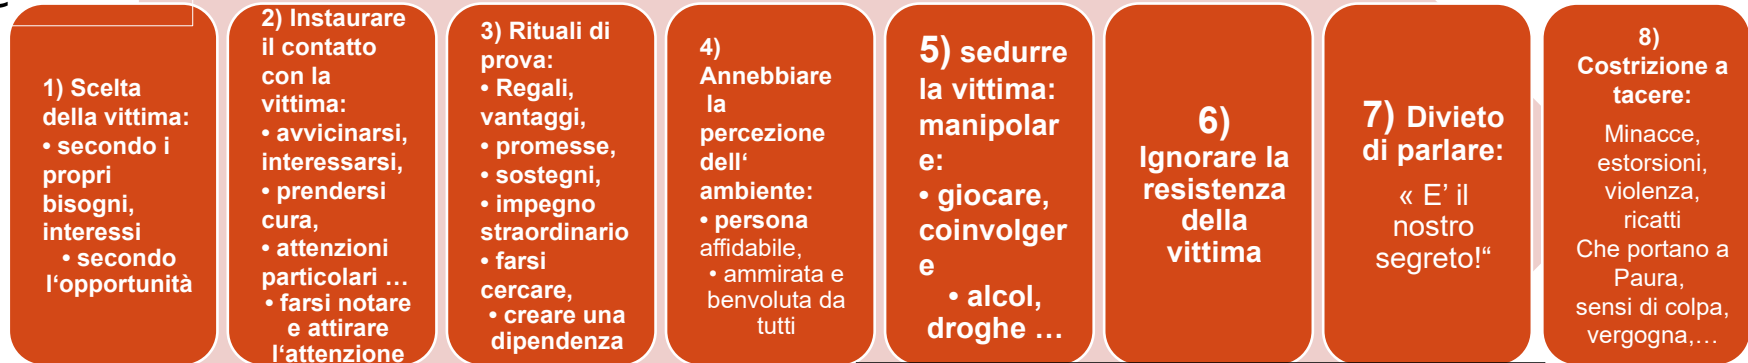 1) Scelta
della vittima:
• secondo i
propri
bisogni,
interessi
• secondo
l‘opportunità
2) Instaurare
il contatto
con la
vittima:
• avvicinarsi,
interessarsi,
• prendersi
cura,
• attenzioni
particolari …
• farsi notare
e attirare
l’attenzione
3) Rituali di
prova:
• Regali,
vantaggi,
• promesse,
• sostegni,
• impegno
straordinario
• farsi
cercare,
• creare una
dipendenza
4)
Annebbiare
la
percezione
dell‘
ambiente:
• persona
affidabile,
• ammirata e
benvoluta da
tutti
5) sedurre
la vittima:
manipolar
e:
• giocare,
coinvolger
e
• alcol,
droghe …
6)
Ignorare la
resistenza
della
vittima
7) Divieto
di parlare:
« E’ il
nostro
segreto!“
8)
Costrizione a
tacere:
Minacce,
estorsioni,
violenza,
ricatti
Che portano a
Paura,
sensi di colpa,
vergogna,…